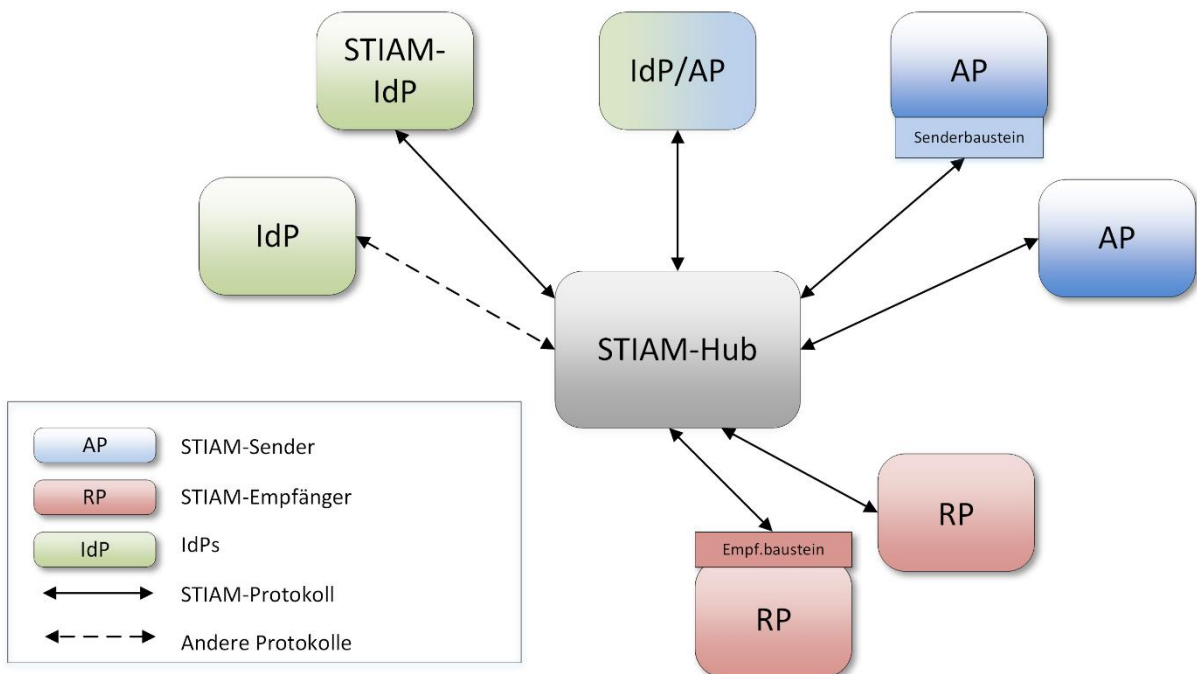 STIAM-
IdP
IdP/AP
AP
Senderbaustein
IdP
AP
STIAM-Hub
AP STIAM-Sender
RP STIAM-Empfänger
IdP IdPs
STIAM-Protokoll
Andere Protokolle
RP
Empf.baustein
RP